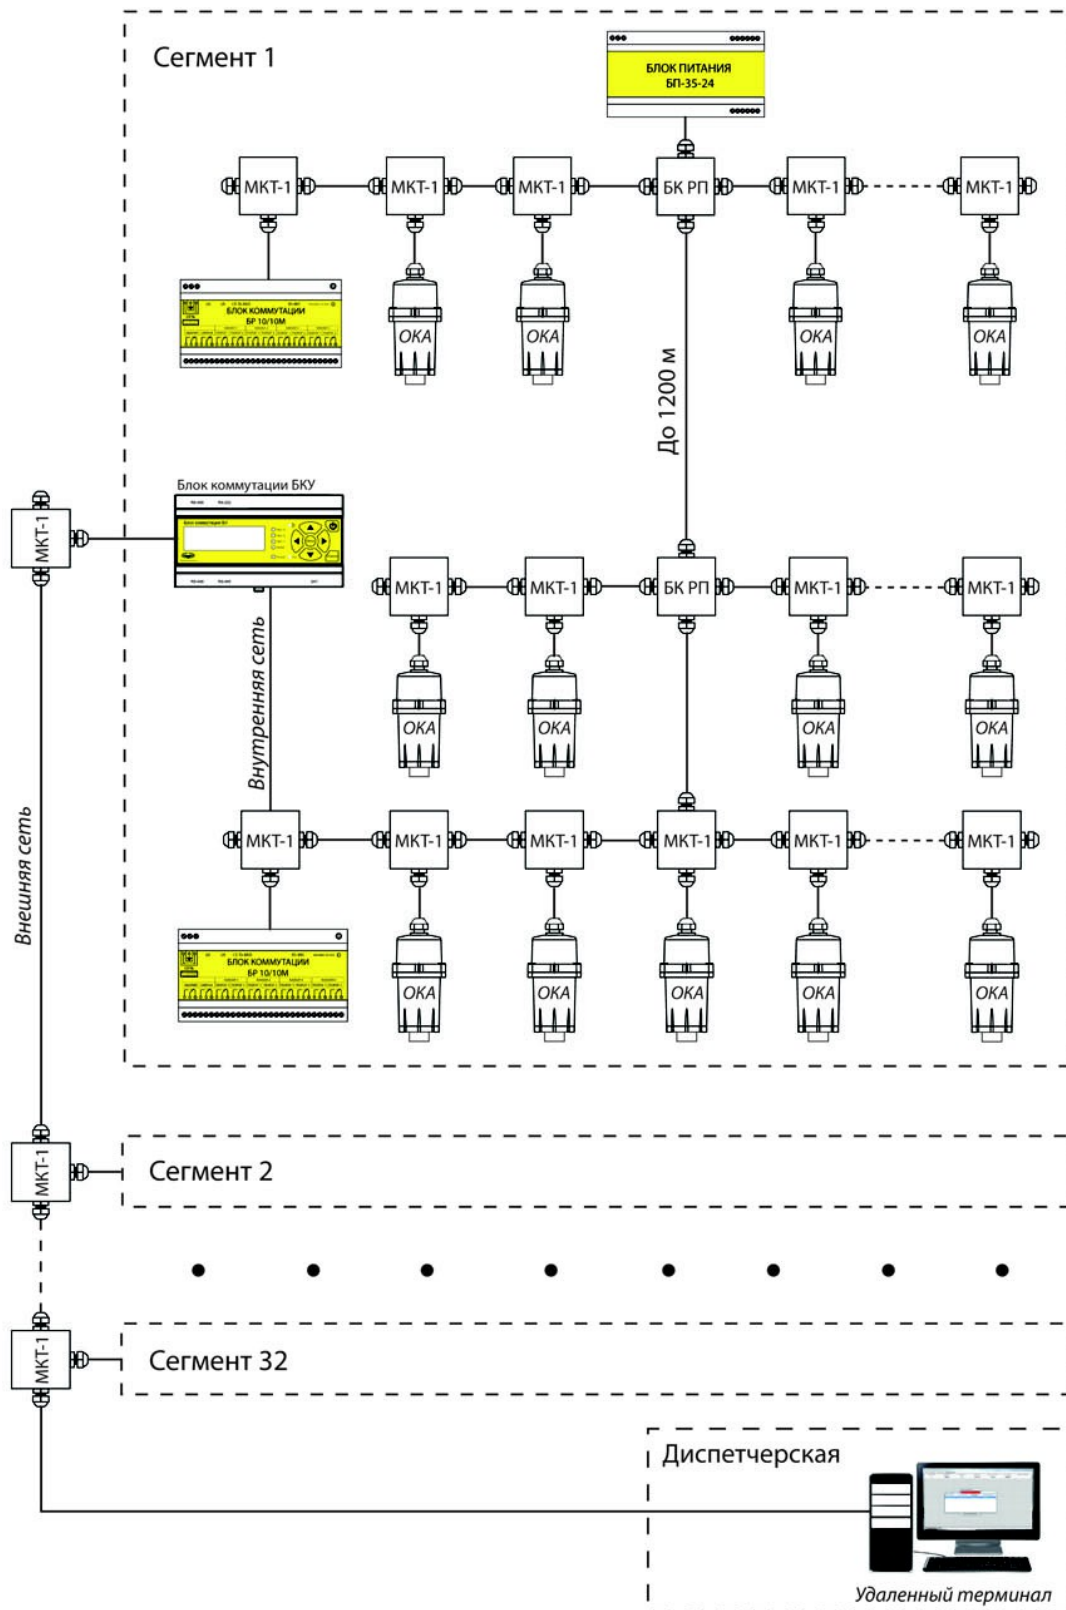 Сегмент 1
БЛОК ПИТАНИЯ
БП-35-24
МКТ-1 МКТ-1 МКТ-1 БК РП МКТ-1 МКТ-1
БЛОК КОММУТАЦИИ
БР 10/10М
ОКА ОКА ОКА ОКА
До 1200 м
Блок коммутации БКУ
МКТ-1
МКТ-1 МКТ-1 БК РП МКТ-1 МКТ-1
Внутренняя сеть
ОКА ОКА ОКА ОКА
Внешняя сеть
МКТ-1 МКТ-1 МКТ-1 МКТ-1 МКТ-1 МКТ-1
БЛОК КОММУТАЦИИ
БР 10/10М
ОКА ОКА ОКА ОКА ОКА
МКТ-1
Сегмент 2
МКТ-1
Сегмент 32
Диспетчерская
Удаленный терминал